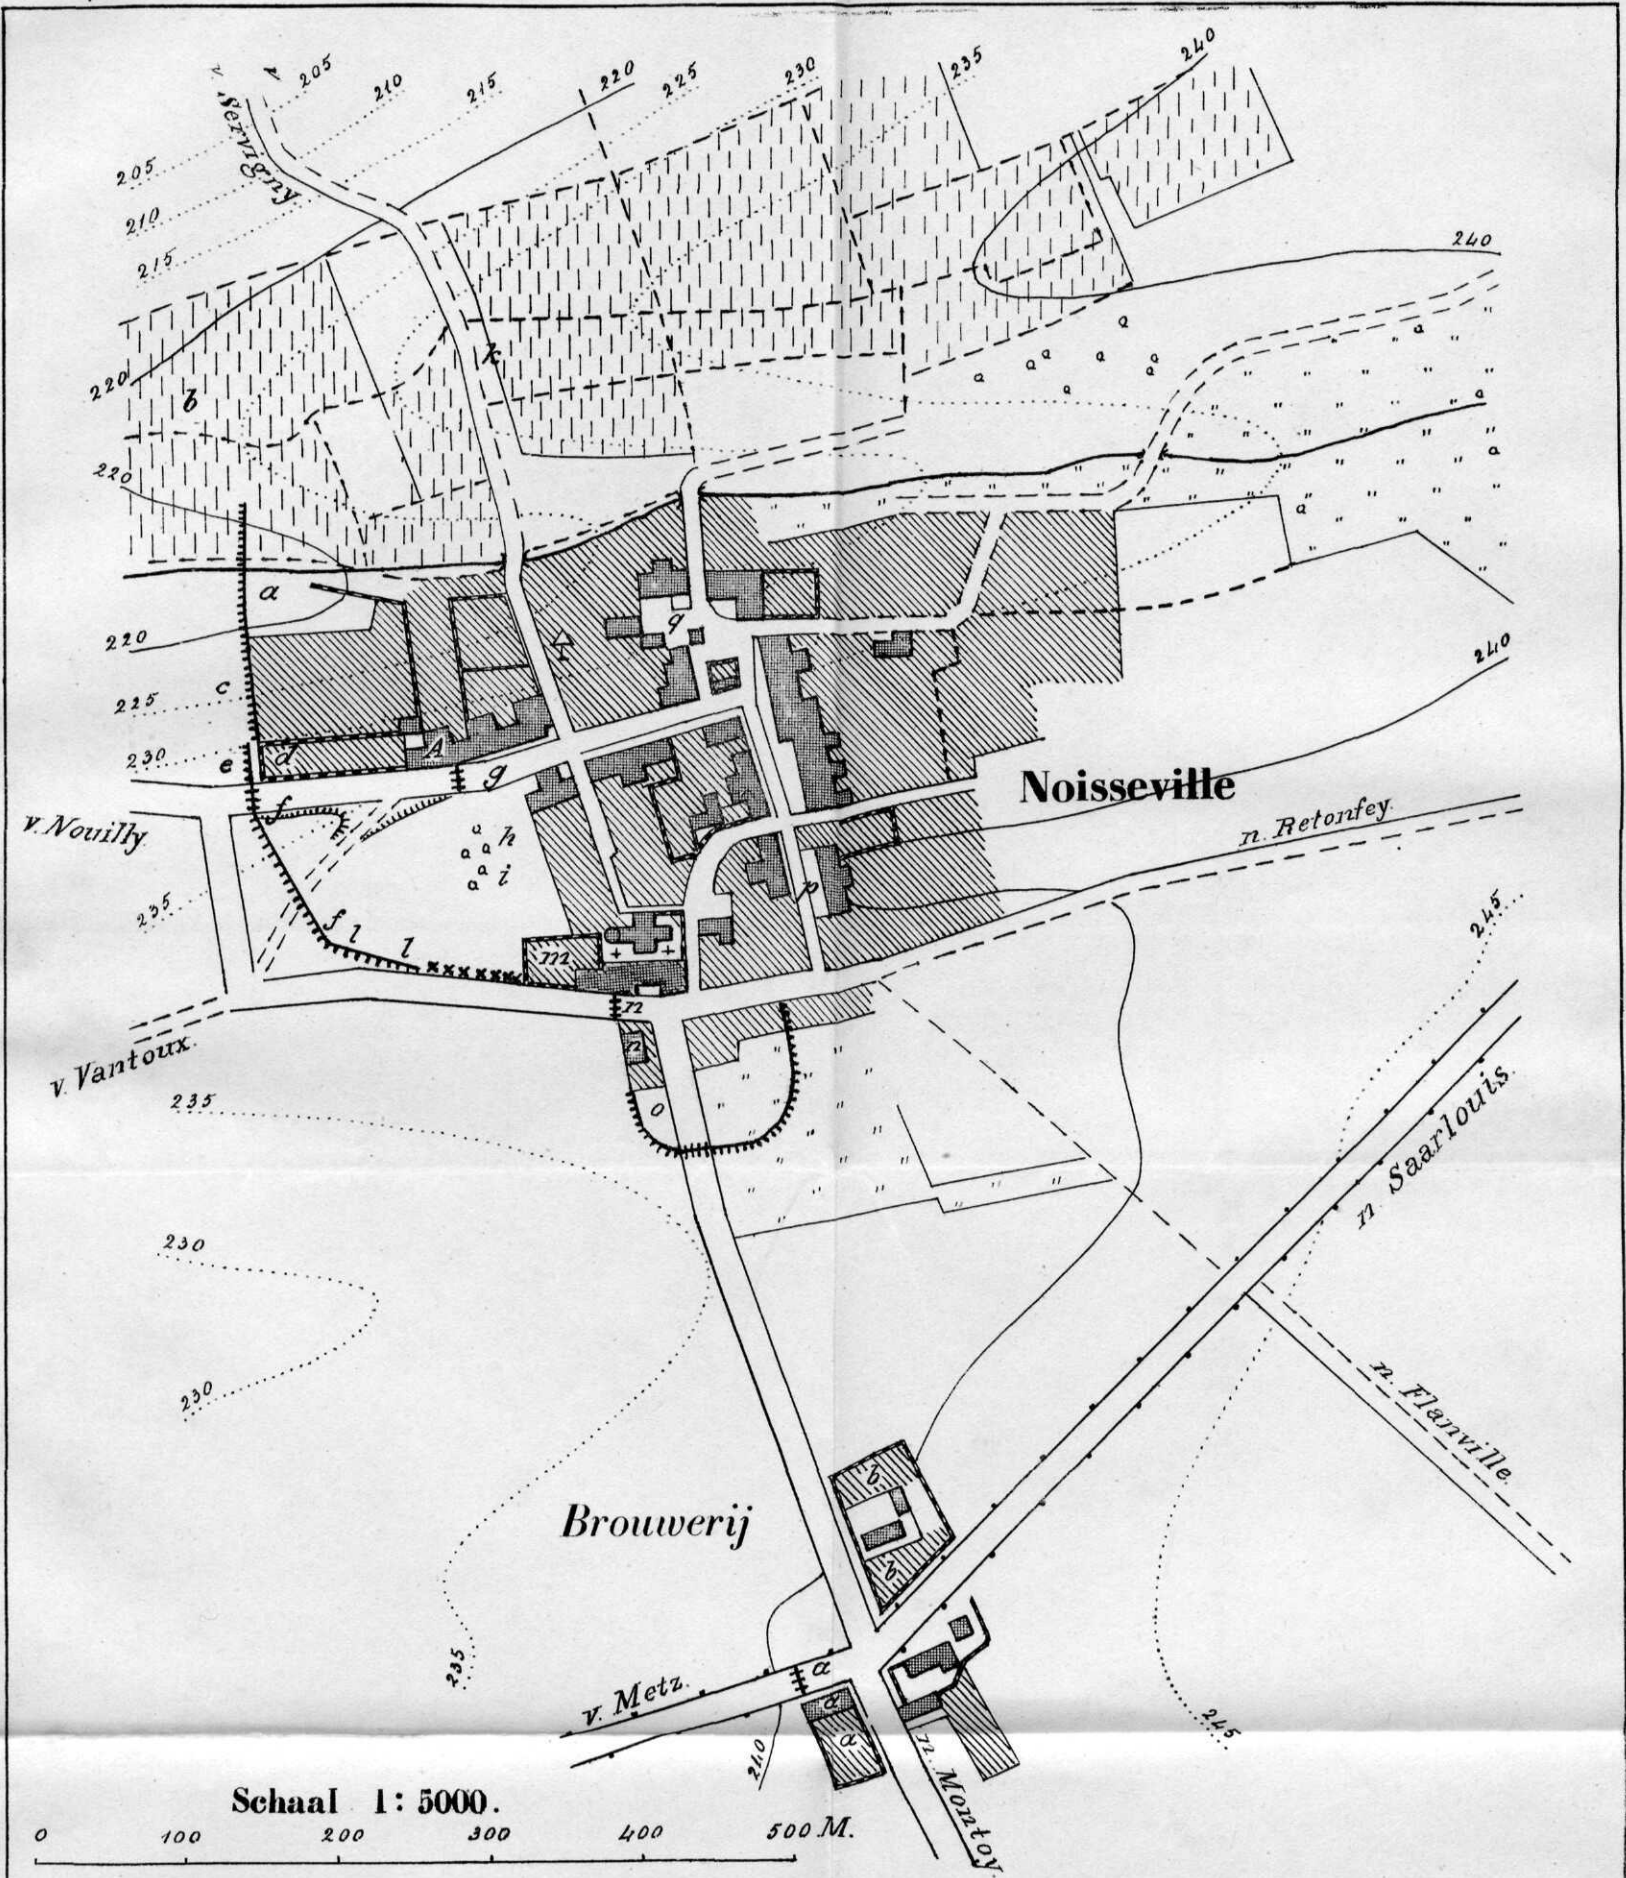 v.
v. Servigny
205
210
215
220
225
230
235
240
205
210
215
220
240
b
k
220
a
220
c
225
q
230
e
d
A
g
240
Noisseville
v. Nouilly
f
h
i
n. Retonfey
235
p
f
l
l
m
245
n
n
v. Vantoux.
235
o
n. Saarlouis.
230
230
n. Flanville.
b
Brouwerij
b
235
a
v. Metz.
a
a
240
245
n. Montoy
Schaal 1: 5000.
0 100 200 300 400 500 M.